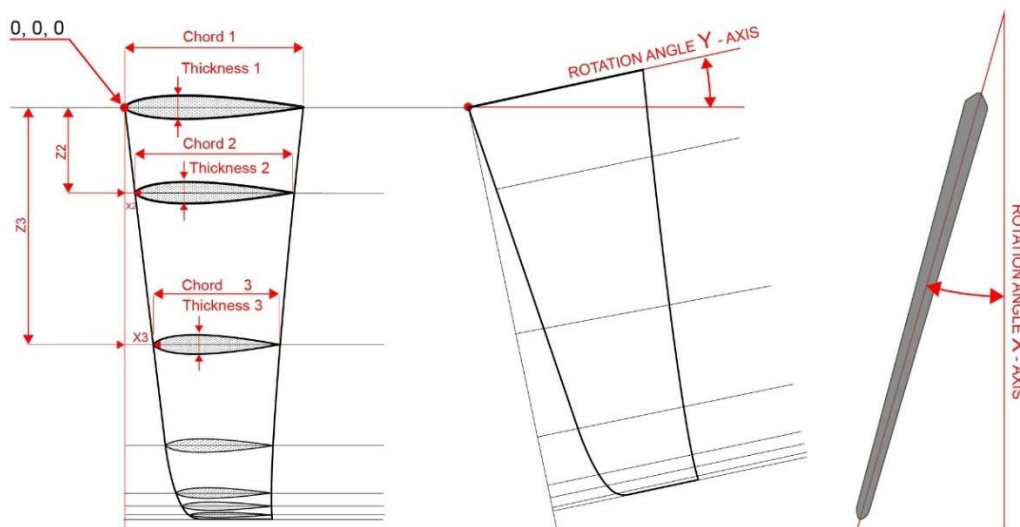 0, 0, 0
Chord 1
Thickness 1
Chord 2
Thickness 2
Z2
X2
Z3
Chord 3
Thickness 3
X3
ROTATION ANGLE Y - AXIS
ROTATION ANGLE X - AXIS